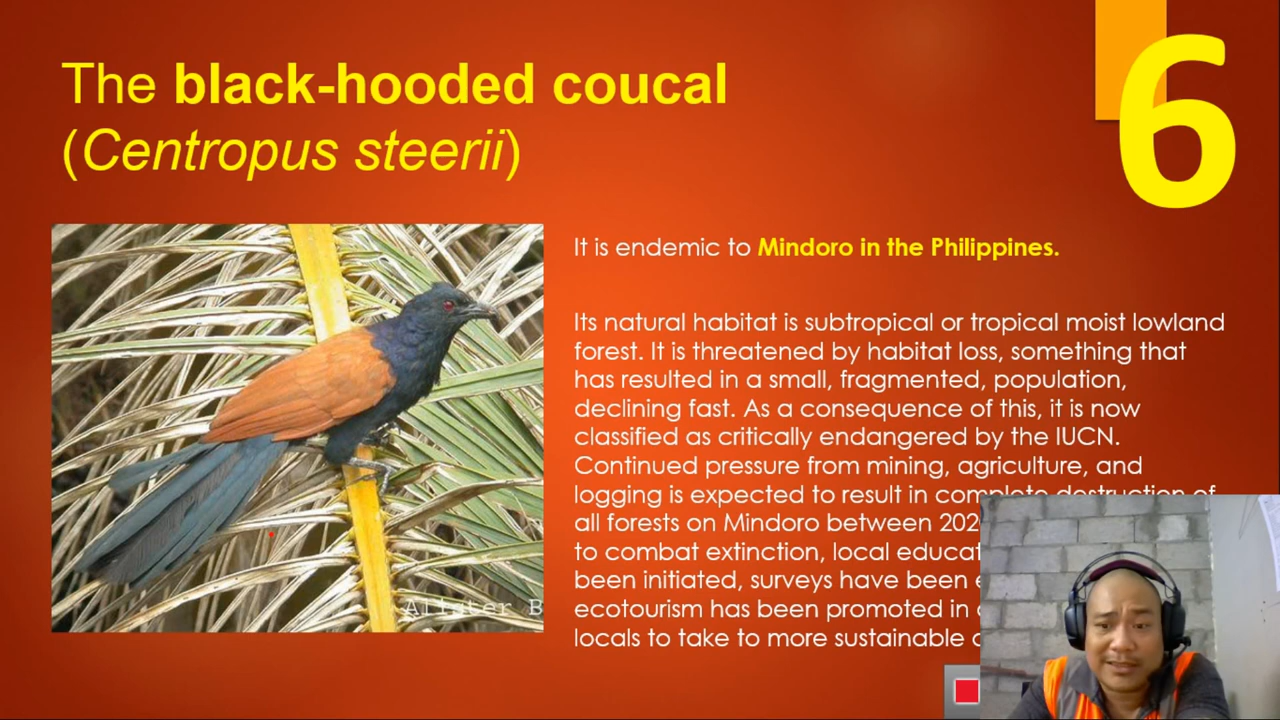 The black-hooded coucal
(Centropus steerii)
6
It is endemic to Mindoro in the Philippines.
Its natural habitat is subtropical or tropical moist lowland
forest. It is threatened by habitat loss, something that
has resulted in a small, fragmented, population,
declining fast. As a consequence of this, it is now
classified as critically endangered by the IUCN.
Continued pressure from mining, agriculture, and
logging is expected to result in complete destruction of
all forests on Mindoro between 202
to combat extinction, local educat
been initiated, surveys have been
ecotourism has been promoted in
locals to take to more sustainable
Alister B